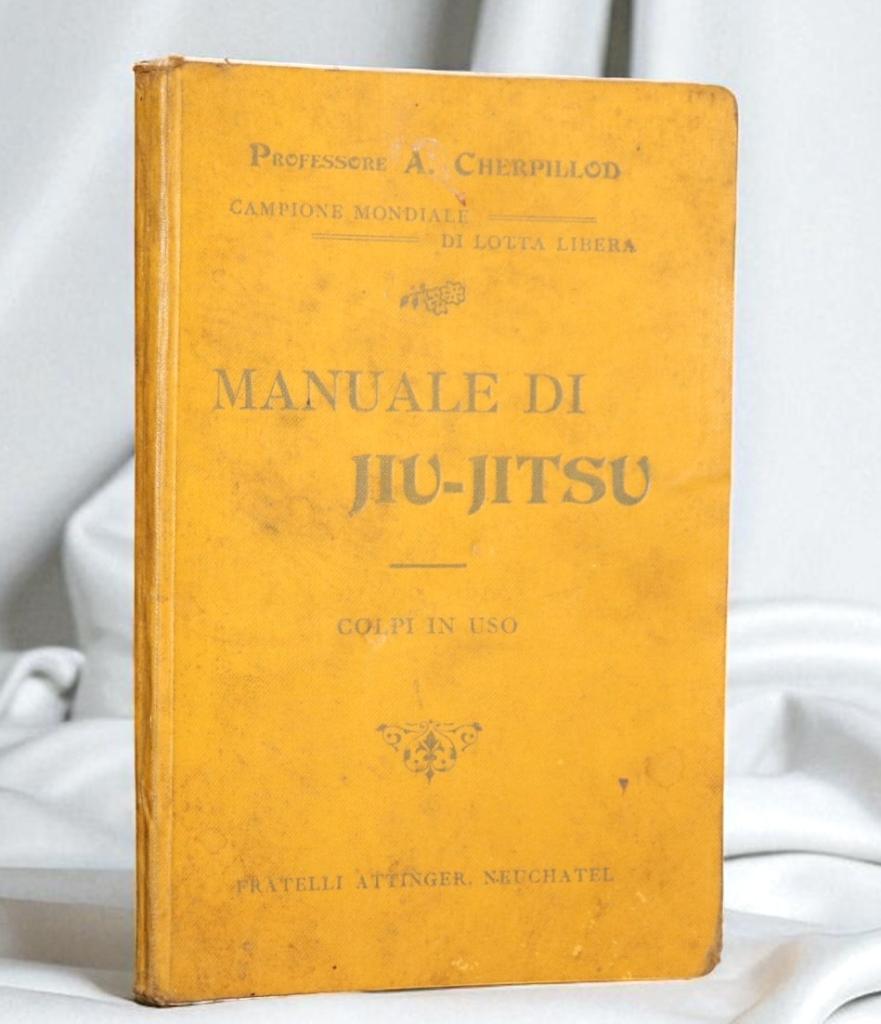 PROFESSORE A. CHERPILLOD
CAMPIONE MONDIALE
DI LOTTA LIBERA
MANUALE DI
JIU-JITSU
COLPI IN USO
FRATELLI ATTINGER. NEUCHATEL